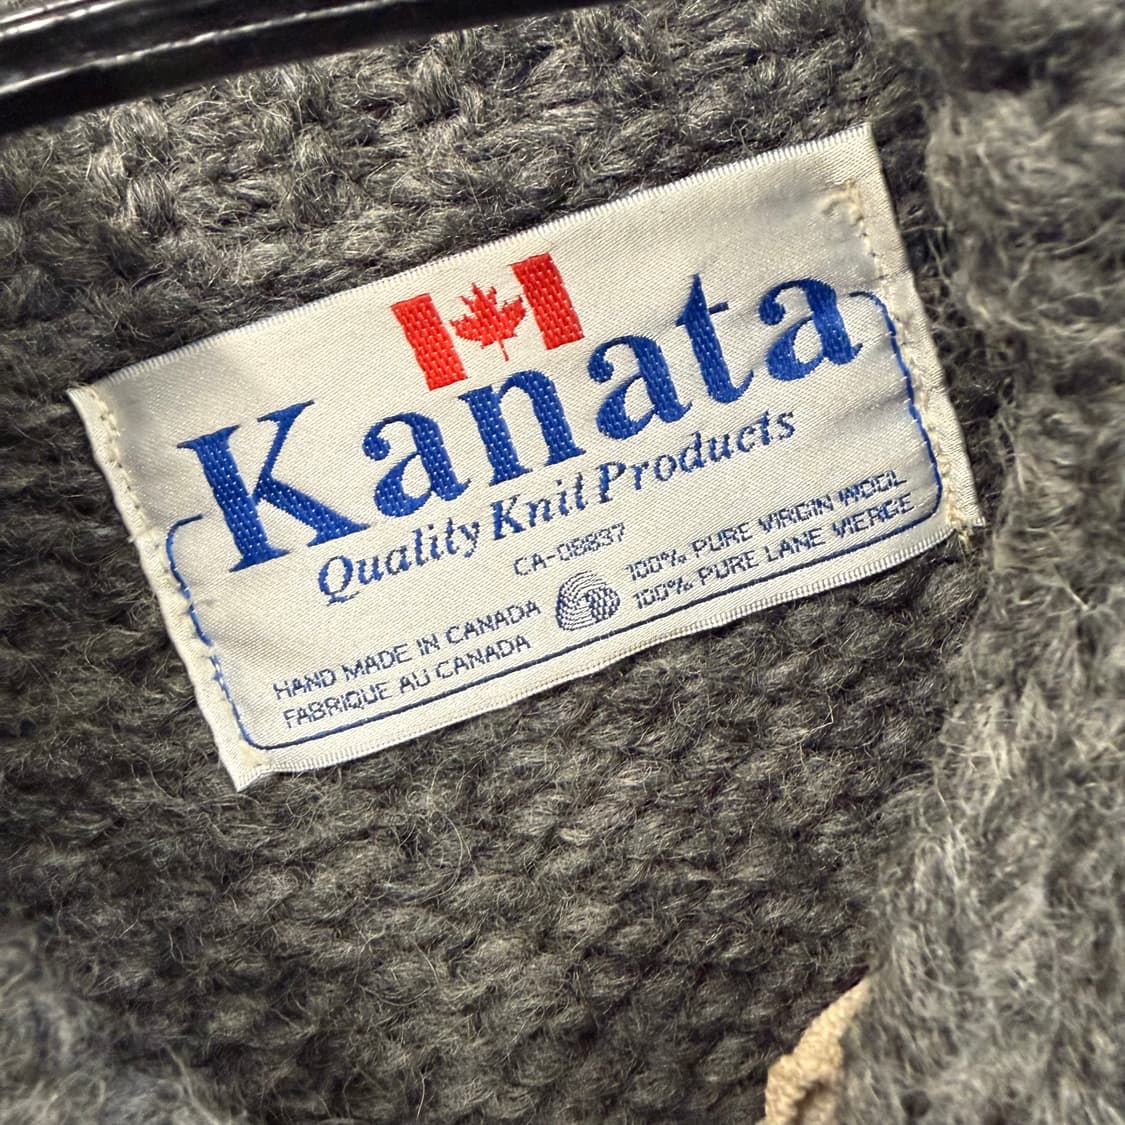 Kanata
Quality Knit Products
CA-08837
HAND MADE IN CANADA
FABRIQUE AU CANADA
100% PURE VIRGIN WOOL
100% PURE LANE VIERGE